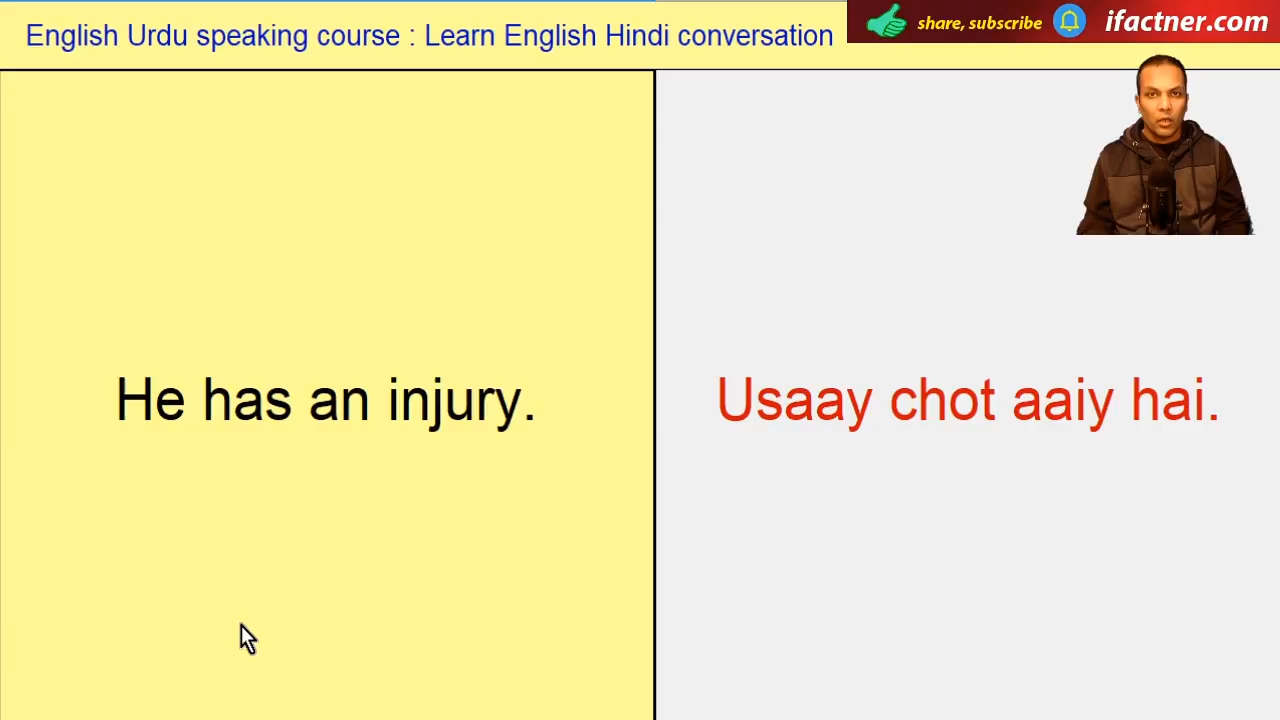 English Urdu speaking course : Learn English Hindi conversation
share, subscribe
ifactner.com
He has an injury.
Usaay chot aaiy hai.